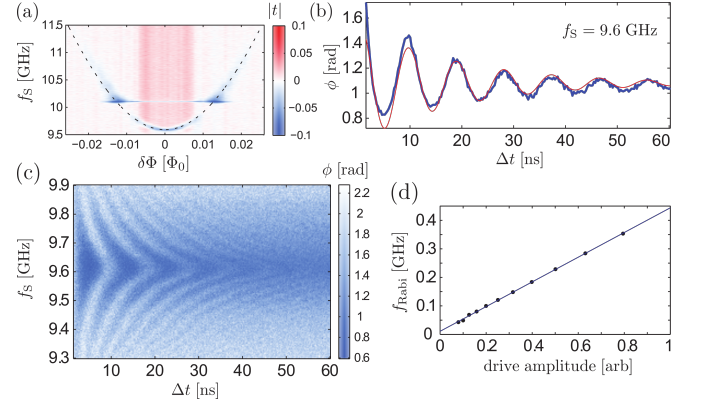 (a)
|t|
11.5
11
10.5
10
9.5
f_S [GHz]
−0.02 −0.01 0 0.01 0.02
δΦ [Φ_0]
0.1
0.05
0
−0.05
−0.1
(b)
f_S = 9.6 GHz
1.6
1.4
1.2
1
0.8
ϕ [rad]
10 20 30 40 50 60
Δt [ns]
(c)
ϕ [rad]
9.9
9.8
9.7
9.6
9.5
9.4
9.3
f_S [GHz]
10 20 30 40 50 60
Δt [ns]
2.2
2
1.8
1.6
1.4
1.2
1
0.8
0.6
(d)
0.4
0.3
0.2
0.1
0
f_Rabi [GHz]
0 0.2 0.4 0.6 0.8 1
drive amplitude [arb]